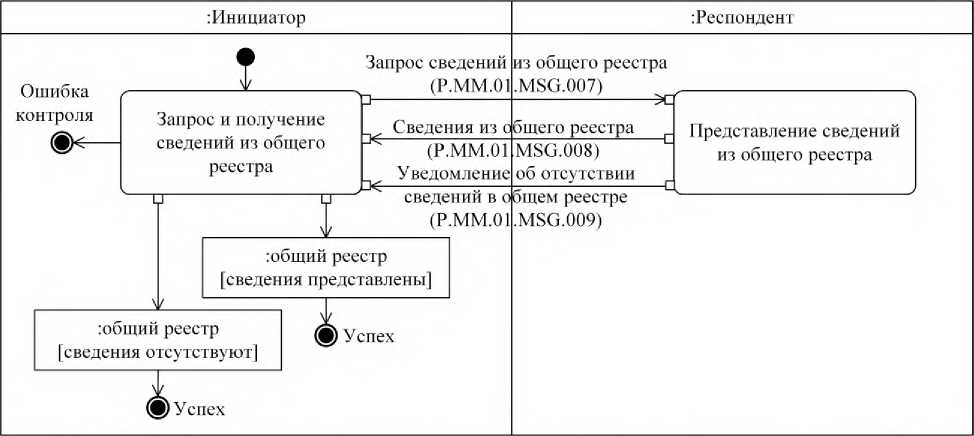 :Инициатор
:Респондент
Запрос сведений из общего реестра
(P.MM.01.MSG.007)
Ошибка
контроля
Запрос и получение
сведений из общего
реестра
Сведения из общего реестра
(P.MM.01.MSG.008)
Представление сведений
из общего реестра
Уведомление об отсутствии
сведений в общем реестре
(P.MM.01.MSG.009)
:общий реестр
[сведения представлены]
Успех
:общий реестр
[сведения отсутствуют]
Успех